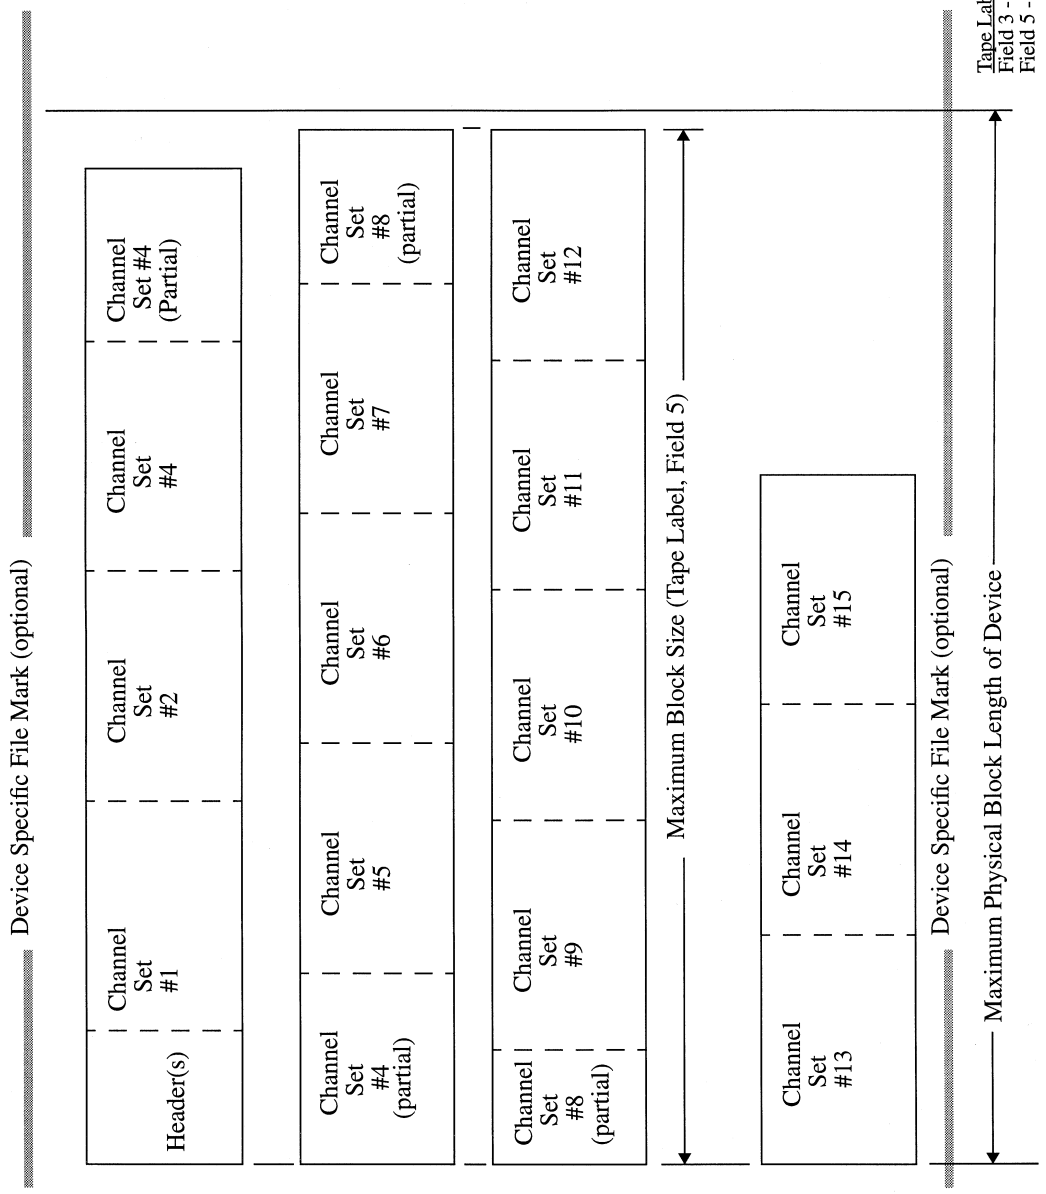 Device Specific File Mark (optional)
Header(s)
Channel
Set
#1
Channel
Set
#2
Channel
Set
#4
Channel
Set #4
(Partial)
Channel
Set
#4
(partial)
Channel
Set
#5
Channel
Set
#6
Channel
Set
#7
Channel
Set
#8
(partial)
Channel
Set
#8
(partial)
Channel
Set
#9
Channel
Set
#10
Channel
Set
#11
Channel
Set
#12
Maximum Block Size (Tape Label, Field 5)
Channel
Set
#13
Channel
Set
#14
Channel
Set
#15
Device Specific File Mark (optional)
Maximum Physical Block Length of Device
Tape Lab
Field 3 -
Field 5 -